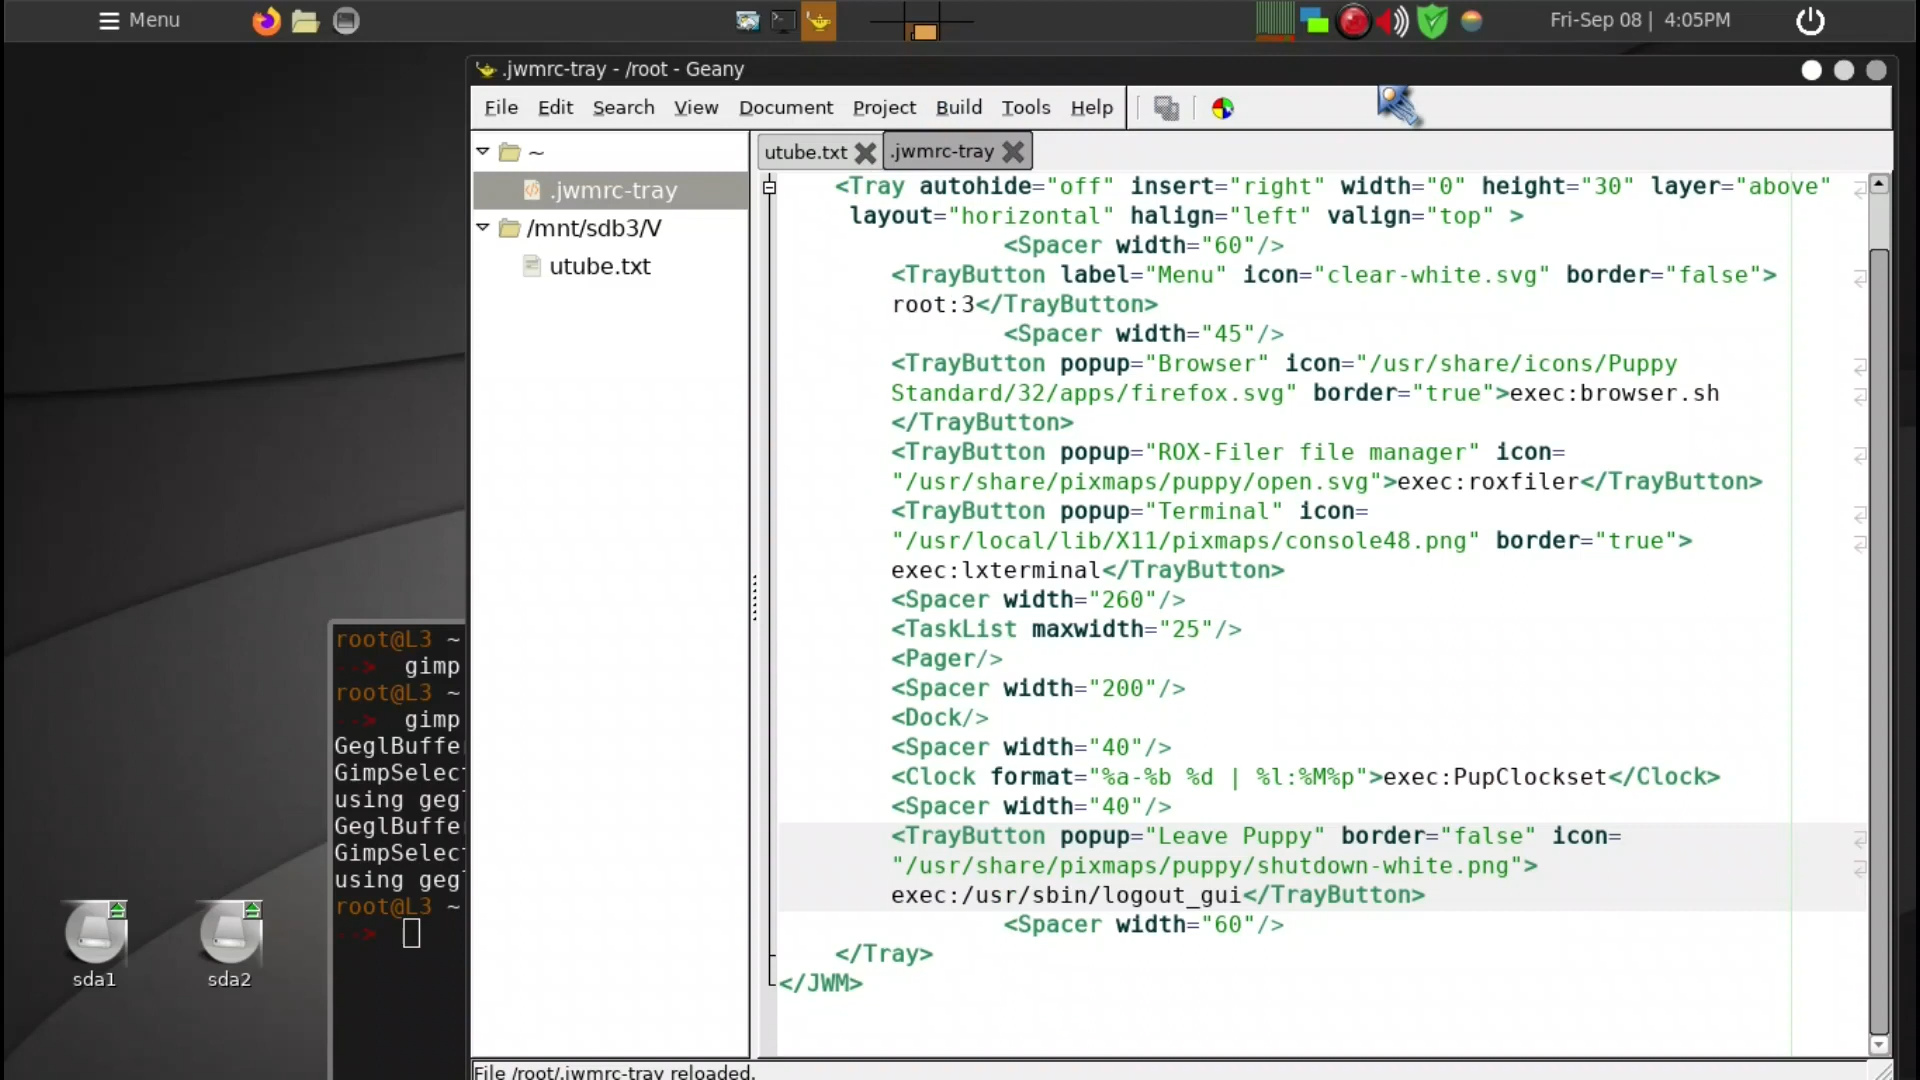 Menu
Fri-Sep 08 | 4:05PM
.jwmrc-tray - /root - Geany
File Edit Search View Document Project Build Tools Help
~
.jwmrc-tray
/mnt/sdb3/V
utube.txt
utube.txt .jwmrc-tray
<Tray autohide="off" insert="right" width="0" height="30" layer="above"
layout="horizontal" halign="left" valign="top" >
<Spacer width="60"/>
<TrayButton label="Menu" icon="clear-white.svg" border="false">
root:3</TrayButton>
<Spacer width="45"/>
<TrayButton popup="Browser" icon="/usr/share/icons/Puppy
Standard/32/apps/firefox.svg" border="true">exec:browser.sh
</TrayButton>
<TrayButton popup="ROX-Filer file manager" icon=
"/usr/share/pixmaps/puppy/open.svg">exec:roxfiler</TrayButton>
<TrayButton popup="Terminal" icon=
"/usr/local/lib/X11/pixmaps/console48.png" border="true">
exec:lxterminal</TrayButton>
<Spacer width="260"/>
<TaskList maxwidth="25"/>
<Pager/>
<Spacer width="200"/>
<Dock/>
<Spacer width="40"/>
<Clock format="%a-%b %d | %l:%M%p">exec:PupClockset</Clock>
<Spacer width="40"/>
<TrayButton popup="Leave Puppy" border="false" icon=
"/usr/share/pixmaps/puppy/shutdown-white.png">
exec:/usr/sbin/logout_gui</TrayButton>
<Spacer width="60"/>
</Tray>
</JWM>
root@L3 ~
--> gimp
root@L3 ~
--> gimp
GeglBuffe
GimpSelect
using geg
GeglBuffe
GimpSelect
using geg
root@L3 ~
-->
sda1
sda2
File /root/.jwmrc-tray reloaded.